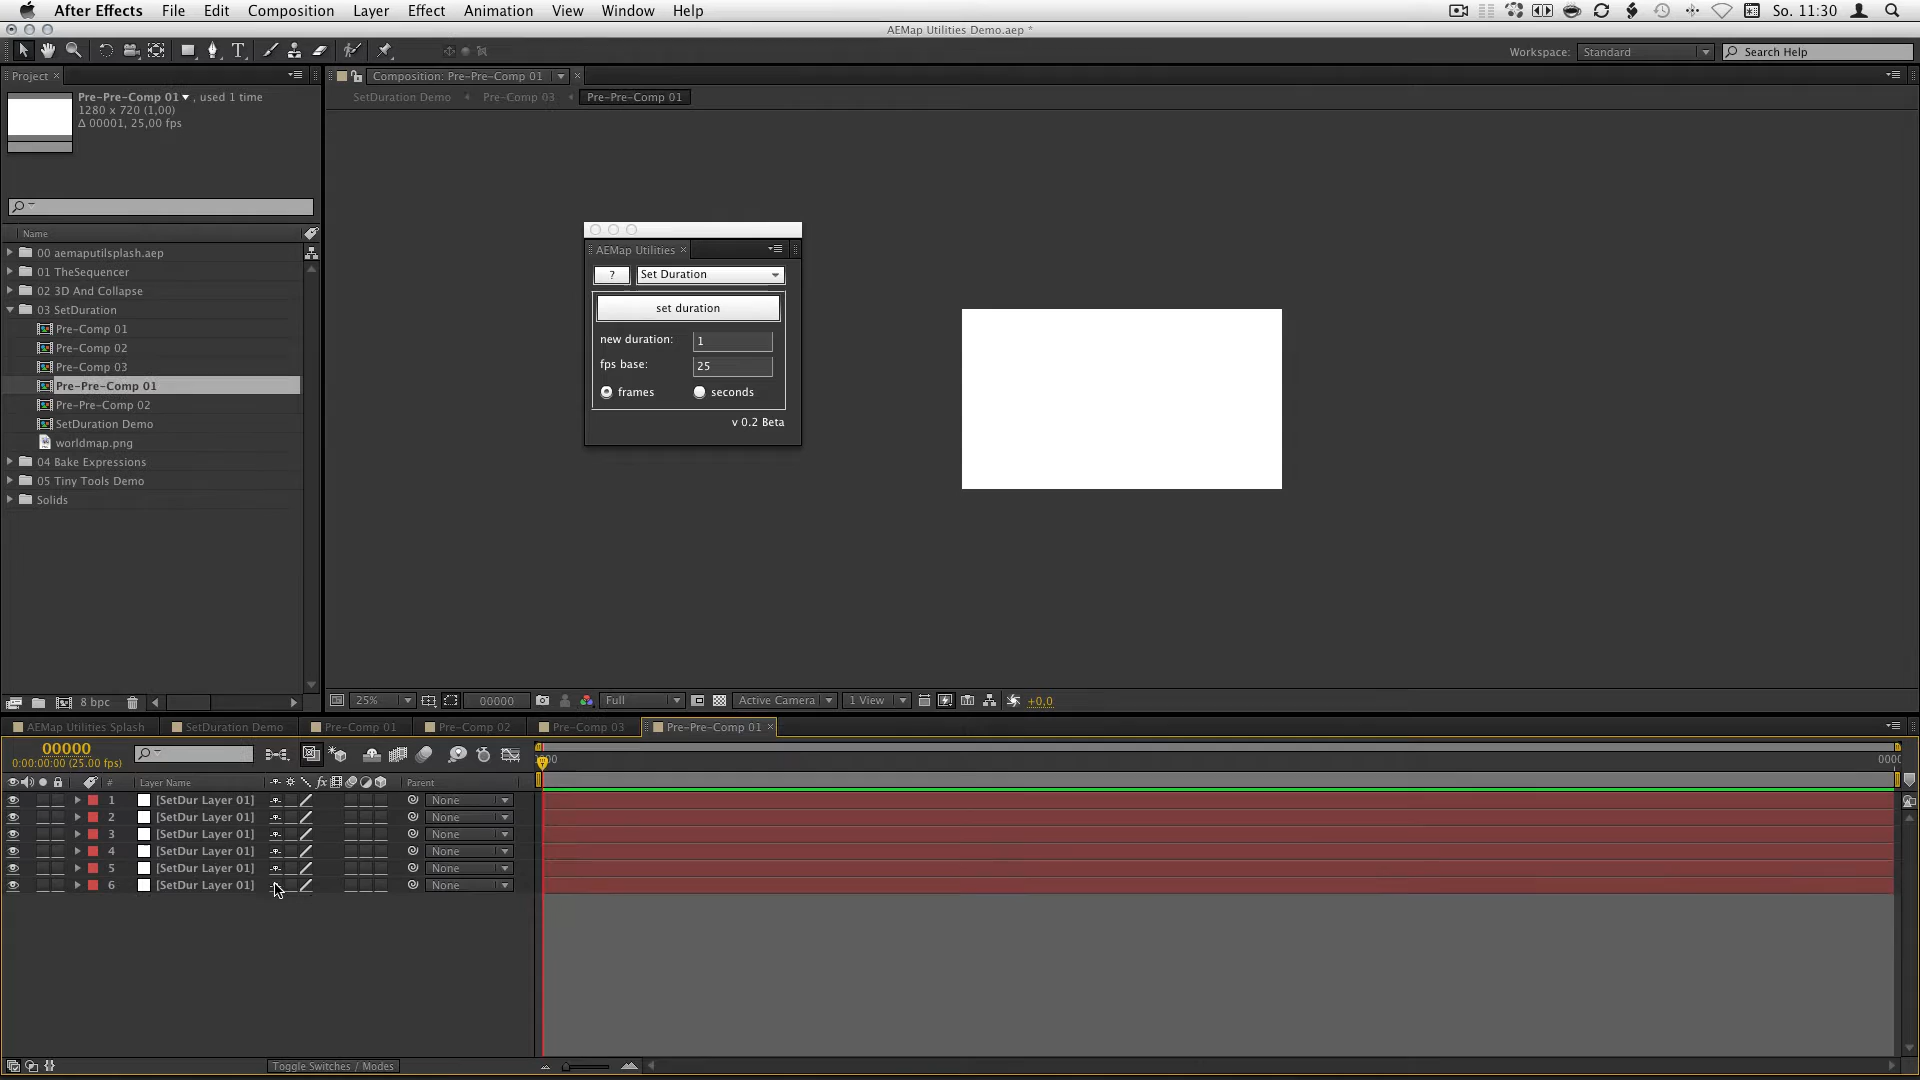 After Effects File Edit Composition Layer Effect Animation View Window Help So. 11:30
AEMap Utilities Demo.aep *
Workspace: Standard Search Help
Project
Composition: Pre-Pre-Comp 01
SetDuration Demo Pre-Comp 03 Pre-Pre-Comp 01
Pre-Pre-Comp 01 , used 1 time
1280 x 720 (1,00)
Δ 00001, 25,00 fps
Name
00 aemaputilsplash.aep
01 TheSequencer
02 3D And Collapse
03 SetDuration
Pre-Comp 01
Pre-Comp 02
Pre-Comp 03
Pre-Pre-Comp 01
Pre-Pre-Comp 02
SetDuration Demo
worldmap.png
04 Bake Expressions
05 Tiny Tools Demo
Solids
AEMap Utilities
? Set Duration
set duration
new duration: 1
fps base: 25
frames seconds
v 0.2 Beta
8 bpc
25% 00000 Full Active Camera 1 View +0,0
AEMap Utilities Splash SetDuration Demo Pre-Comp 01 Pre-Comp 02 Pre-Comp 03 Pre-Pre-Comp 01
00000
0:00:00:00 (25.00 fps)
# Layer Name fx Parent
1 [SetDur Layer 01] None
2 [SetDur Layer 01] None
3 [SetDur Layer 01] None
4 [SetDur Layer 01] None
5 [SetDur Layer 01] None
6 [SetDur Layer 01] None
Toggle Switches / Modes